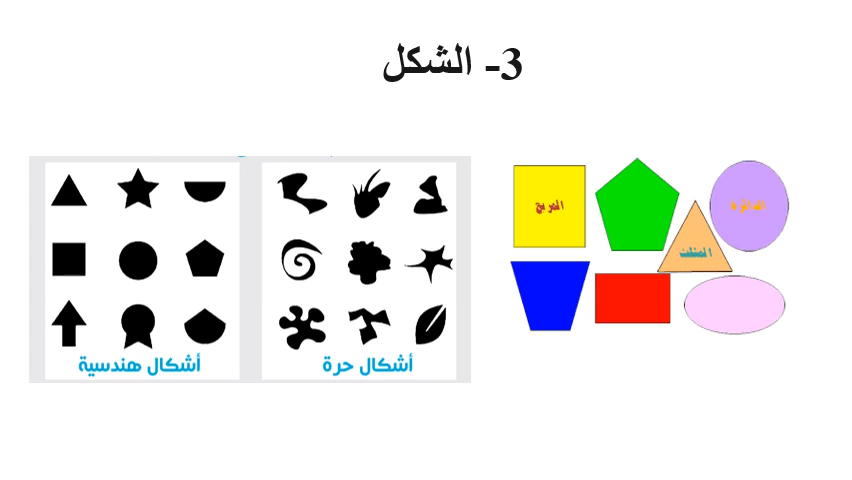 3- الشكل
المربع
الدائرة
المثلث
أشكال حرة
أشكال هندسية